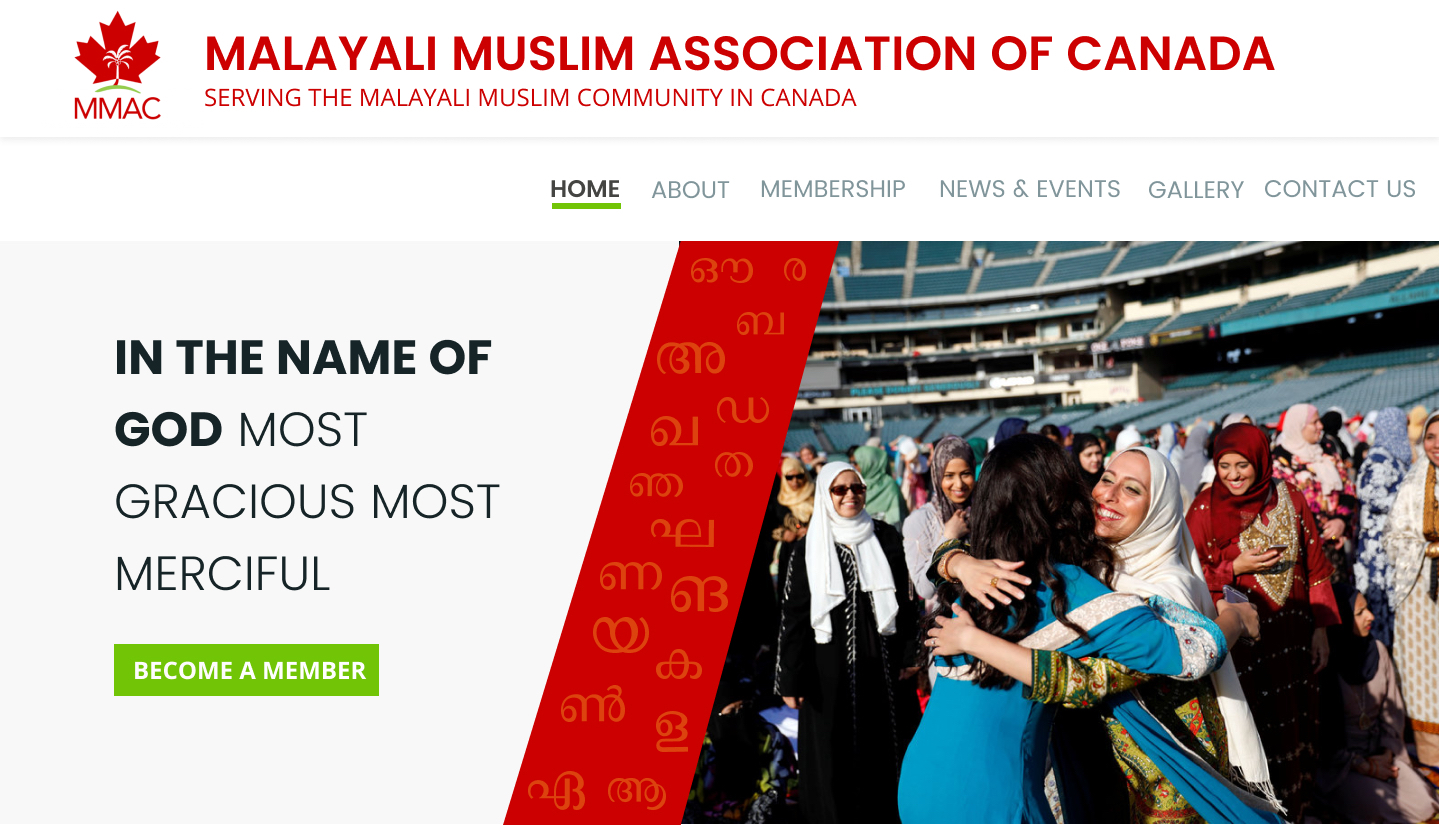 MMAC
MALAYALI MUSLIM ASSOCIATION OF CANADA
SERVING THE MALAYALI MUSLIM COMMUNITY IN CANADA
HOME ABOUT MEMBERSHIP NEWS & EVENTS GALLERY CONTACT US
IN THE NAME OF
GOD MOST
GRACIOUS MOST
MERCIFUL
BECOME A MEMBER
ഔ ര
ബ
അ
ഡ
ഖ
ത
ഞ
ഘ
ണ
ങ
യ
ക
ൺ
ള
ഏ ആ